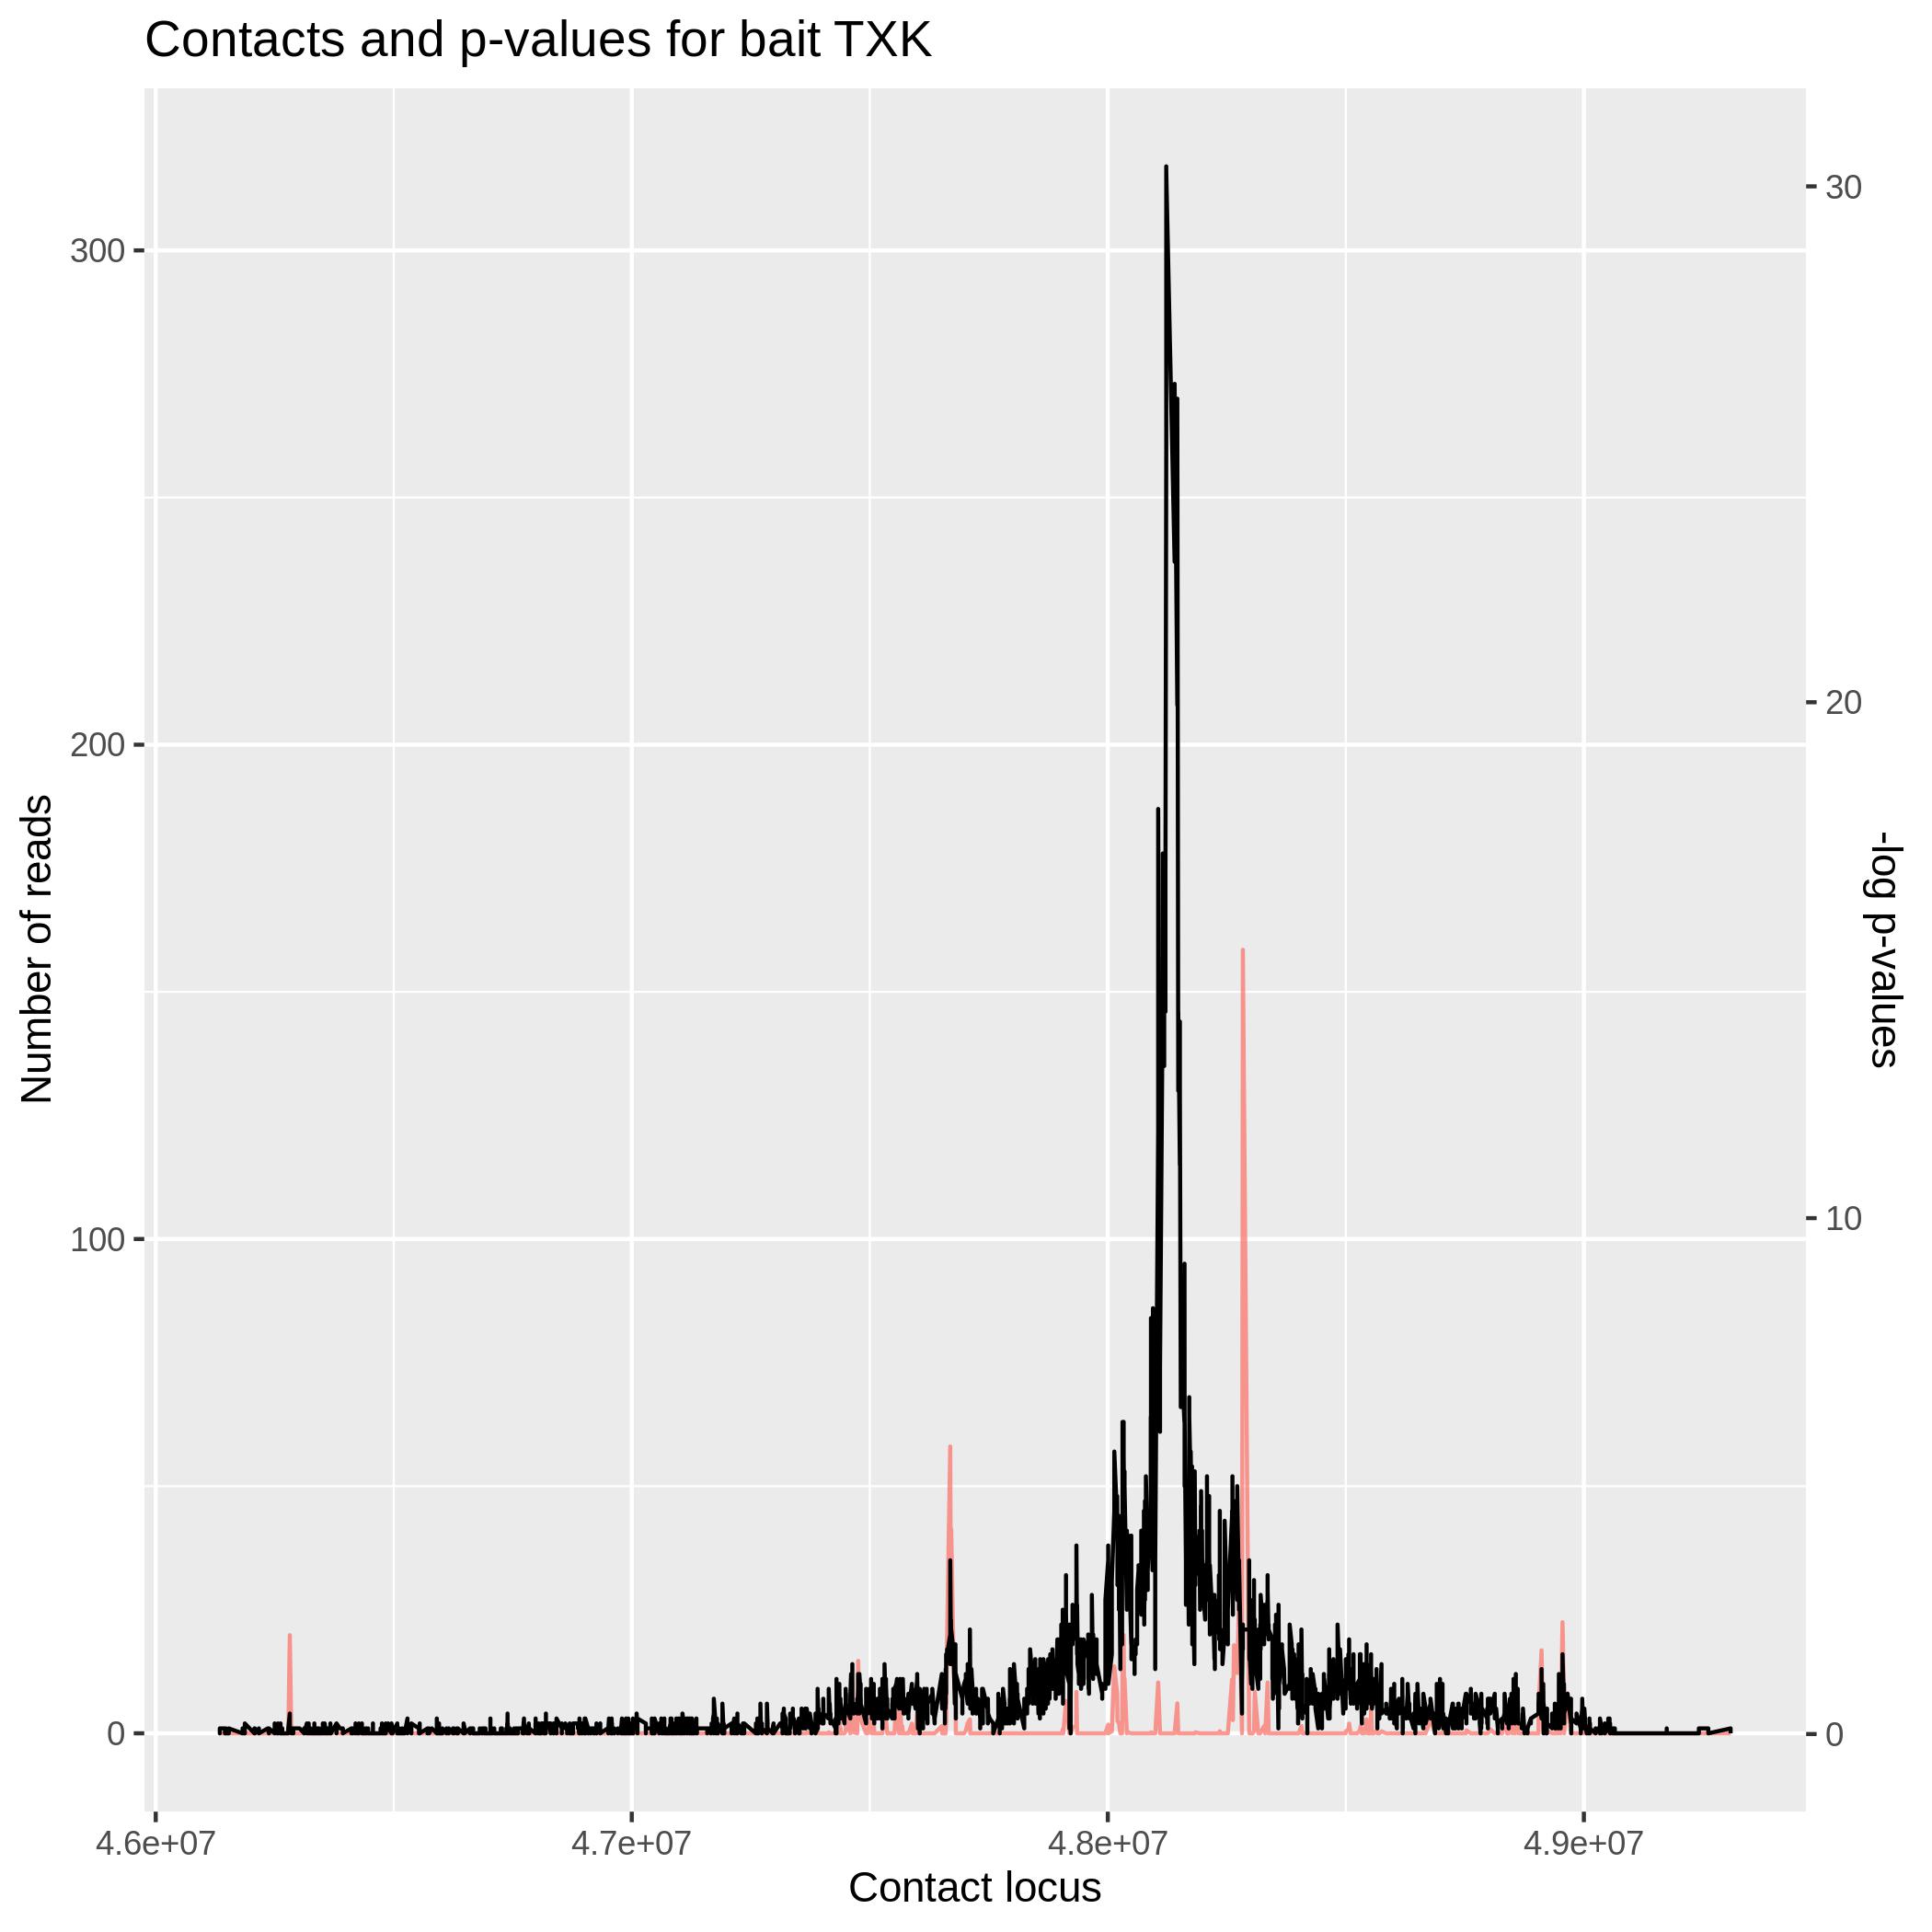 Contacts and p-values for bait TXK
300
200
100
0
Number of reads
30
20
10
0
-log p-values
4.6e+07
4.7e+07
4.8e+07
4.9e+07
Contact locus